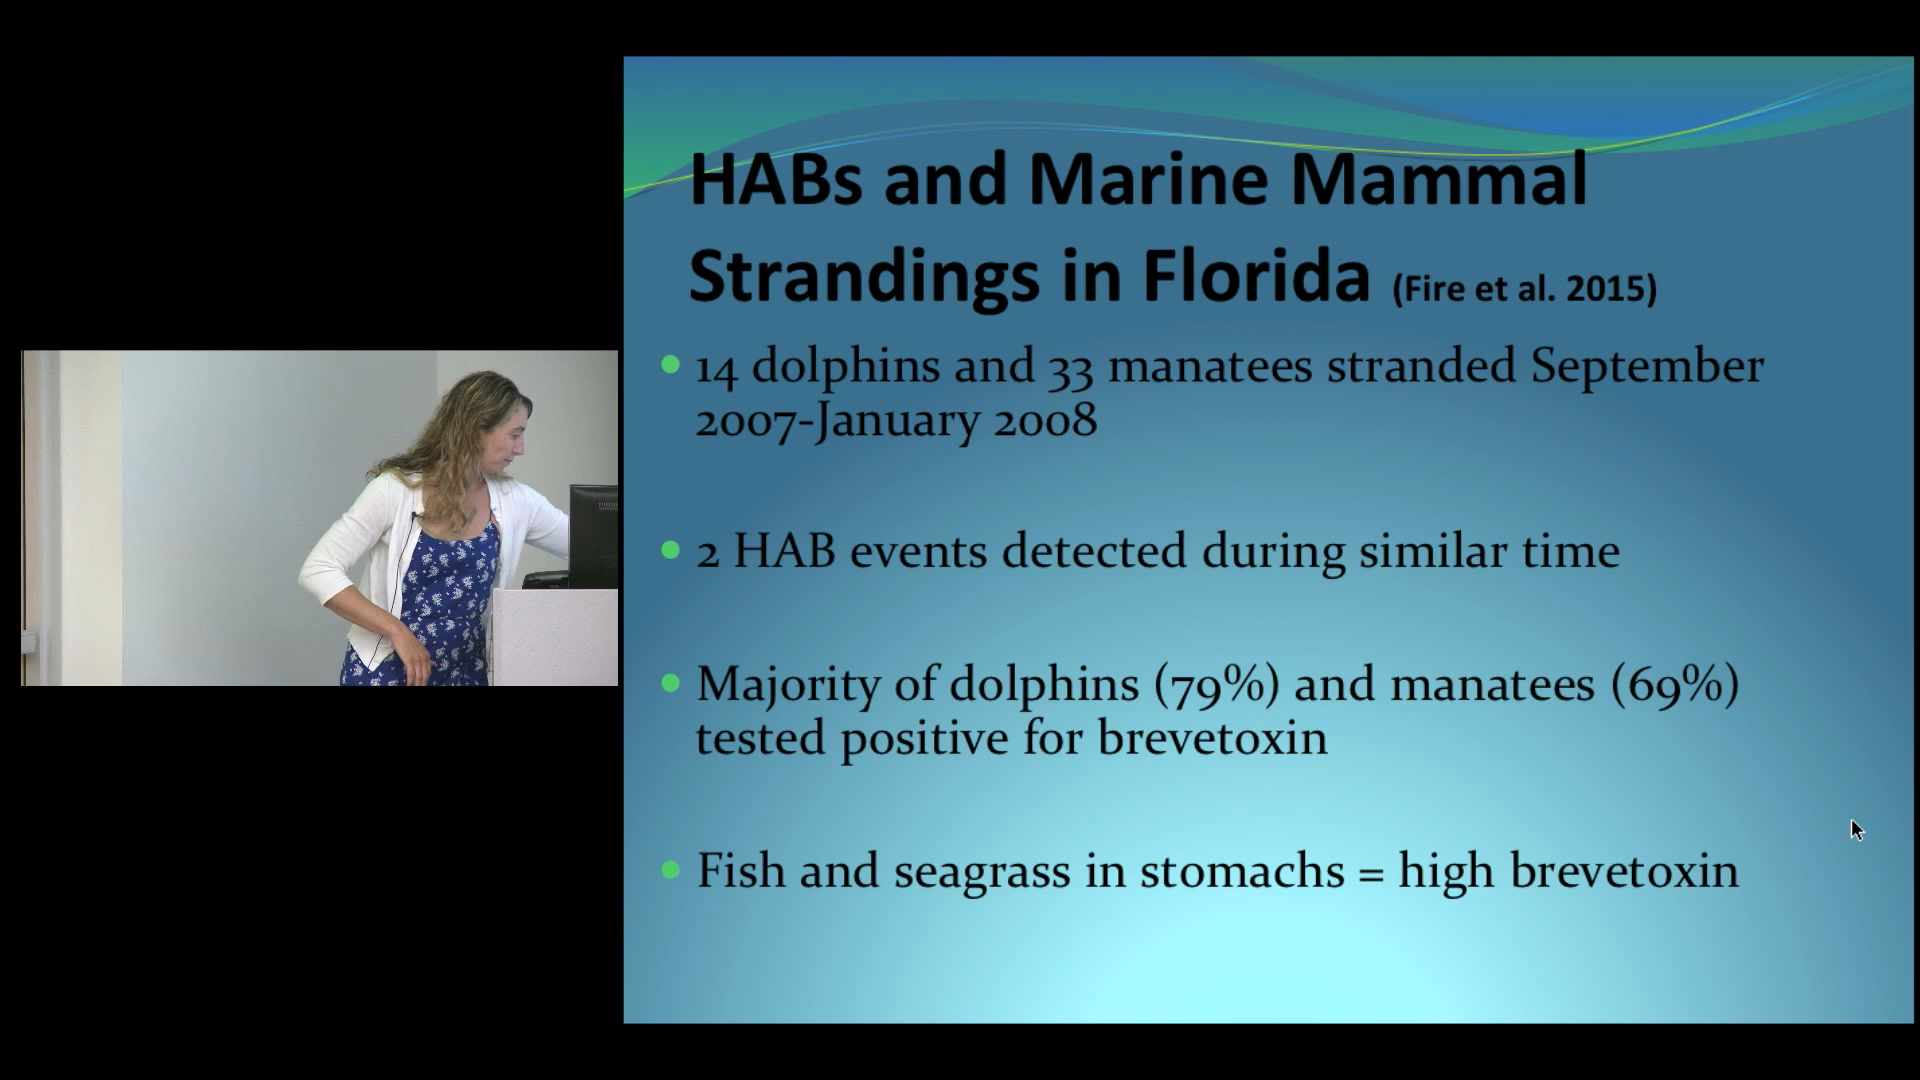 HABs and Marine Mammal
Strandings in Florida (Fire et al. 2015)
14 dolphins and 33 manatees stranded September
2007-January 2008
2 HAB events detected during similar time
Majority of dolphins (79%) and manatees (69%)
tested positive for brevetoxin
Fish and seagrass in stomachs = high brevetoxin